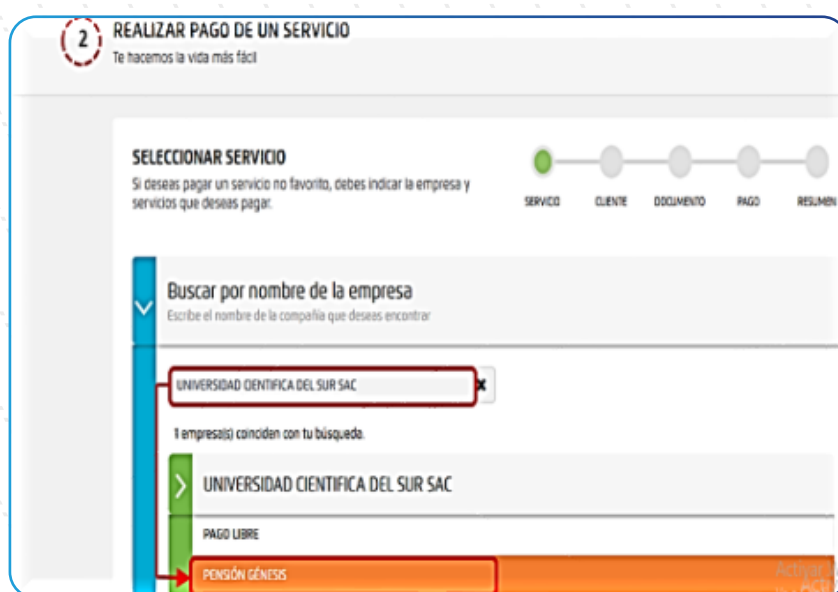 2
REALIZAR PAGO DE UN SERVICIO
Te hacemos la vida más fácil
SELECCIONAR SERVICIO
Si deseas pagar un servicio no favorito, debes indicar la empresa y
servicios que deseas pagar.
SERVICIO CLIENTE DOCUMENTO PAGO RESUMEN
Buscar por nombre de la empresa
Escribe el nombre de la compañía que deseas encontrar
UNIVERSIDAD CIENTIFICA DEL SUR SAC
1 empresa(s) coinciden con tu búsqueda.
UNIVERSIDAD CIENTIFICA DEL SUR SAC
PAGO LIBRE
PENSIÓN GÉNESIS
Activar